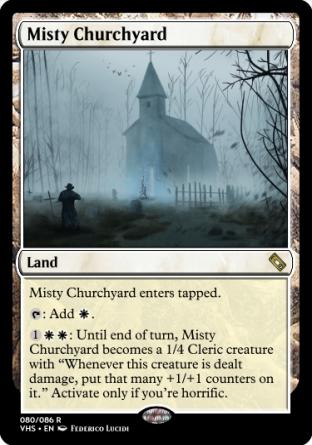 Misty Churchyard
Land
Misty Churchyard enters tapped.
: Add .
1 : Until end of turn, Misty
Churchyard becomes a 1/4 Cleric creature
with “Whenever this creature is dealt
damage, put that many +1/+1 counters on
it.” Activate only if you're horrific.
080/086 R
VHS • EN Federico Lucidi